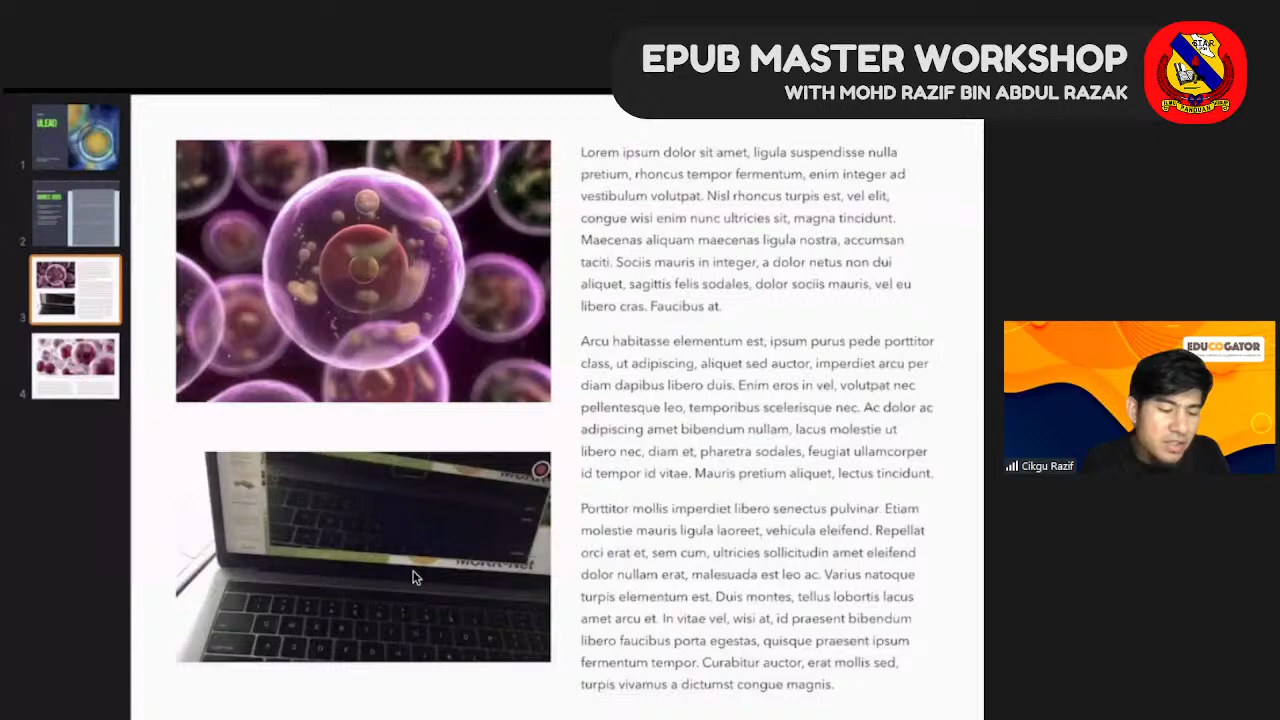 EPUB MASTER WORKSHOP
WITH MOHD RAZIF BIN ABDUL RAZAK
STAR
ILMU PANDUAN HIDUP
1
2
3
4
Lorem ipsum dolor sit amet, ligula suspendisse nulla
pretium, rhoncus tempor fermentum, enim integer ad
vestibulum volutpat. Nisl rhoncus turpis est, vel elit,
congue wisi enim nunc ultricies sit, magna tincidunt.
Maecenas aliquam maecenas ligula nostra, accumsan
taciti. Sociis mauris in integer, a dolor netus non dui
aliquet, sagittis felis sodales, dolor sociis mauris, vel eu
libero cras. Faucibus at.
Arcu habitasse elementum est, ipsum purus pede porttitor
class, ut adipiscing, aliquet sed auctor, imperdiet arcu per
diam dapibus libero duis. Enim eros in vel, volutpat nec
pellentesque leo, temporibus scelerisque nec. Ac dolor ac
adipiscing amet bibendum nullam, lacus molestie ut
libero nec, diam et, pharetra sodales, feugiat ullamcorper
id tempor id vitae. Mauris pretium aliquet, lectus tincidunt.
Porttitor mollis imperdiet libero senectus pulvinar. Etiam
molestie mauris ligula laoreet, vehicula eleifend. Repellat
orci erat et, sem cum, ultricies sollicitudin amet eleifend
dolor nullam erat, malesuada est leo ac. Varius natoque
turpis elementum est. Duis montes, tellus lobortis lacus
amet arcu et. In vitae vel, wisi at, id praesent bibendum
libero faucibus porta egestas, quisque praesent ipsum
fermentum tempor. Curabitur auctor, erat mollis sed,
turpis vivamus a dictumst congue magnis.
EDUCOGATOR
Cikgu Razif